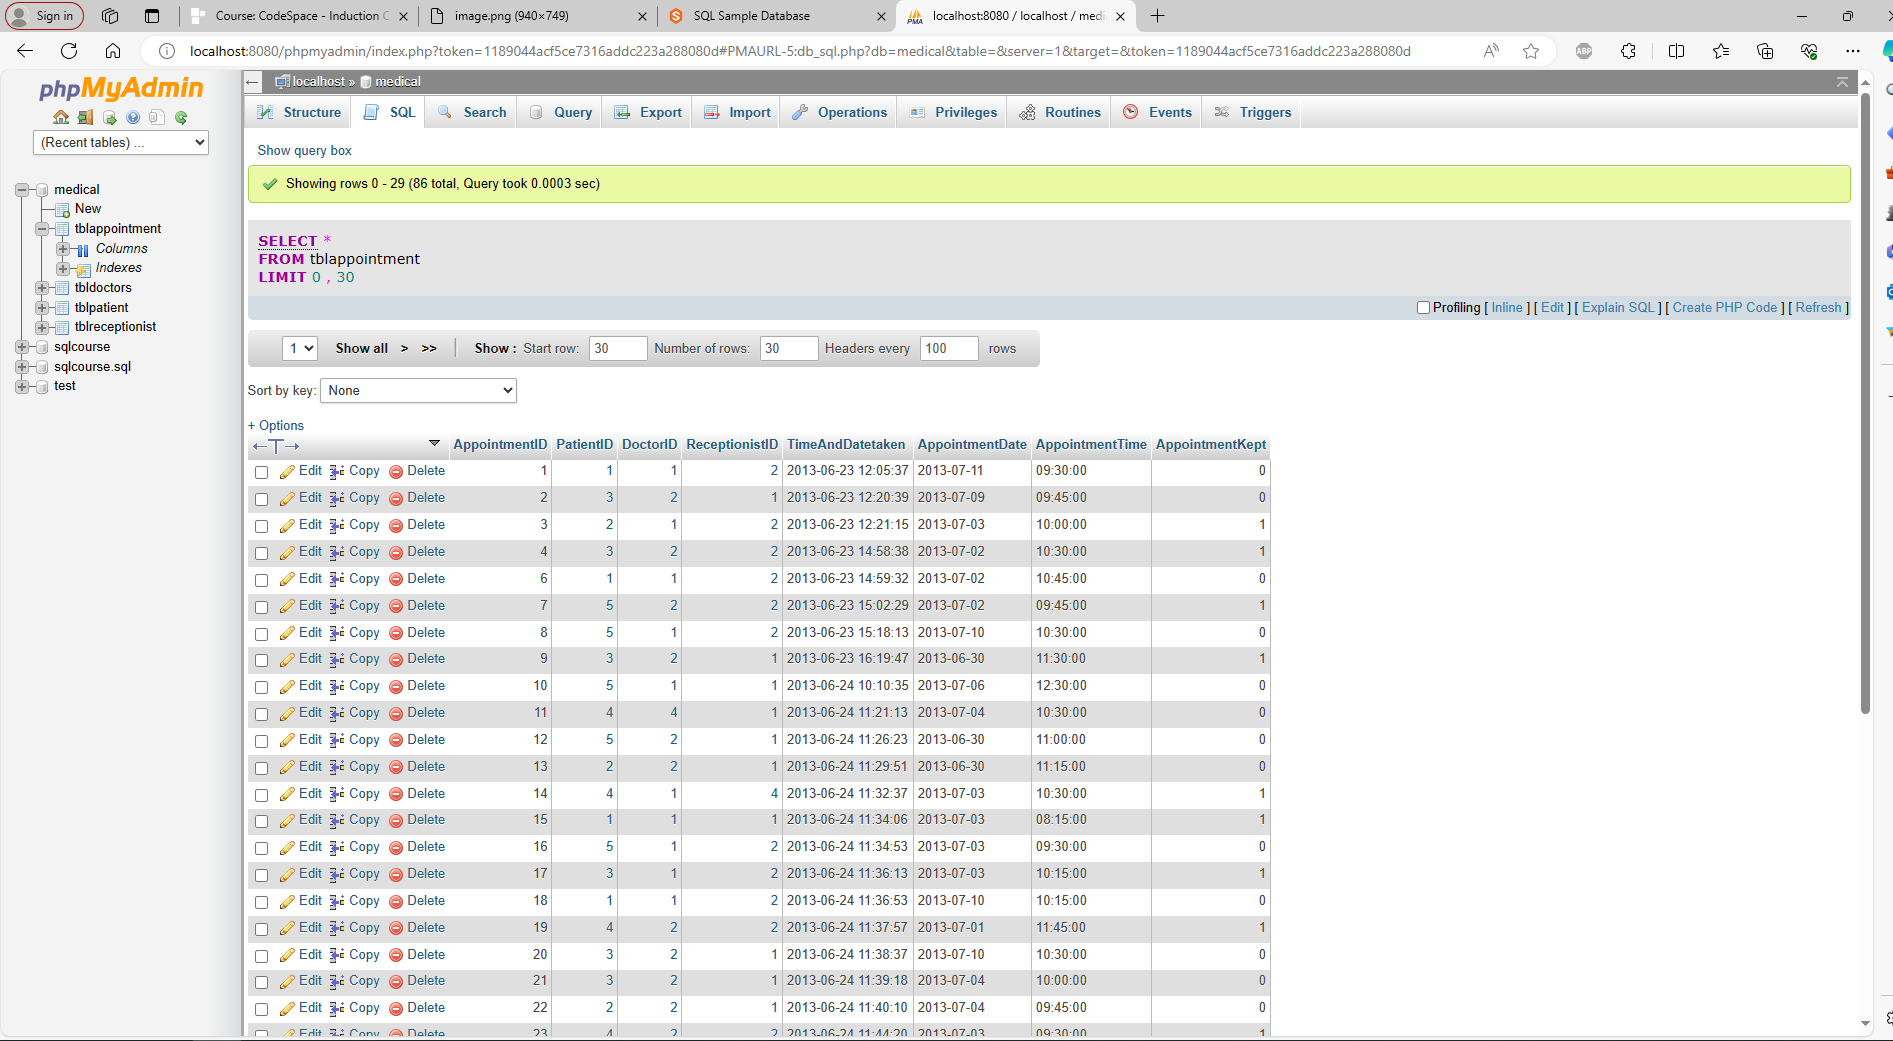 Sign in
Course: CodeSpace - Induction C
image.png (940×749)
SQL Sample Database
localhost:8080 / localhost / medi
localhost:8080/phpmyadmin/index.php?token=1189044acf5ce7316addc223a288080d#PMAURL-5:db_sql.php?db=medical&table=&server=1&target=&token=1189044acf5ce7316addc223a288080d
phpMyAdmin
(Recent tables) ...
medical
New
tblappointment
Columns
Indexes
tbldoctors
tblpatient
tblreceptionist
sqlcourse
sqlcourse.sql
test
localhost » medical
Structure SQL Search Query Export Import Operations Privileges Routines Events Triggers
Show query box
Showing rows 0 - 29 (86 total, Query took 0.0003 sec)
SELECT *
FROM tblappointment
LIMIT 0 , 30
Profiling [ Inline ] [ Edit ] [ Explain SQL ] [ Create PHP Code ] [ Refresh ]
1 Show all > >> Show : Start row: 30 Number of rows: 30 Headers every 100 rows
Sort by key: None
+ Options
←T→ AppointmentID PatientID DoctorID ReceptionistID TimeAndDatetaken AppointmentDate AppointmentTime AppointmentKept
Edit Copy Delete 1 1 1 2 2013-06-23 12:05:37 2013-07-11 09:30:00 0
Edit Copy Delete 2 3 2 1 2013-06-23 12:20:39 2013-07-09 09:45:00 0
Edit Copy Delete 3 2 1 2 2013-06-23 12:21:15 2013-07-03 10:00:00 1
Edit Copy Delete 4 3 2 2 2013-06-23 14:58:38 2013-07-02 10:30:00 1
Edit Copy Delete 6 1 1 2 2013-06-23 14:59:32 2013-07-02 10:45:00 0
Edit Copy Delete 7 5 2 2 2013-06-23 15:02:29 2013-07-02 09:45:00 1
Edit Copy Delete 8 5 1 2 2013-06-23 15:18:13 2013-07-10 10:30:00 0
Edit Copy Delete 9 3 2 1 2013-06-23 16:19:47 2013-06-30 11:30:00 1
Edit Copy Delete 10 5 1 1 2013-06-24 10:10:35 2013-07-06 12:30:00 0
Edit Copy Delete 11 4 4 1 2013-06-24 11:21:13 2013-07-04 10:30:00 0
Edit Copy Delete 12 5 2 1 2013-06-24 11:26:23 2013-06-30 11:00:00 0
Edit Copy Delete 13 2 2 1 2013-06-24 11:29:51 2013-06-30 11:15:00 0
Edit Copy Delete 14 4 1 4 2013-06-24 11:32:37 2013-07-03 10:30:00 1
Edit Copy Delete 15 1 1 1 2013-06-24 11:34:06 2013-07-03 08:15:00 1
Edit Copy Delete 16 5 1 2 2013-06-24 11:34:53 2013-07-03 09:30:00 0
Edit Copy Delete 17 3 1 2 2013-06-24 11:36:13 2013-07-03 10:15:00 1
Edit Copy Delete 18 1 1 2 2013-06-24 11:36:53 2013-07-10 10:15:00 0
Edit Copy Delete 19 4 2 2 2013-06-24 11:37:57 2013-07-01 11:45:00 1
Edit Copy Delete 20 3 2 1 2013-06-24 11:38:37 2013-07-10 10:30:00 0
Edit Copy Delete 21 3 2 1 2013-06-24 11:39:18 2013-07-04 10:00:00 0
Edit Copy Delete 22 2 2 1 2013-06-24 11:40:10 2013-07-04 09:45:00 0
Edit Copy Delete 23 4 2 2 2013-06-24 11:44:20 2013-07-03 09:30:00 1